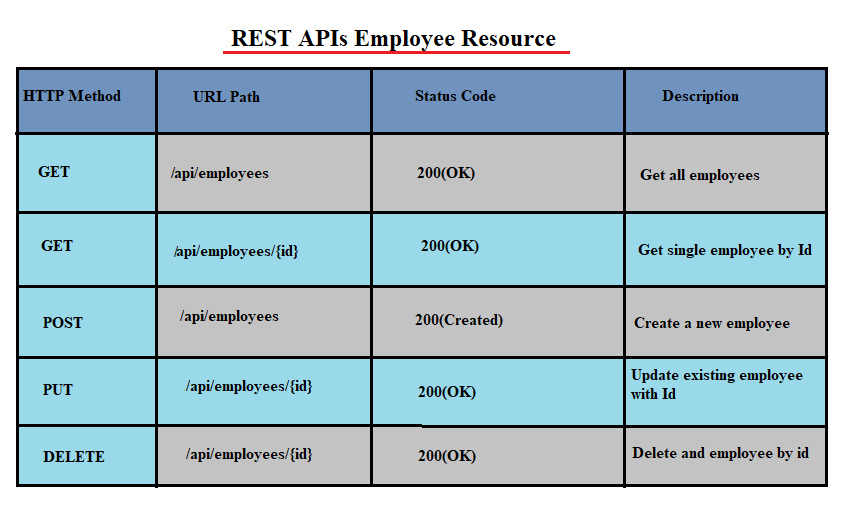 REST APIs Employee Resource
HTTP Method URL Path Status Code Description
GET /api/employees 200(OK) Get all employees
GET /api/employees/{id} 200(OK) Get single employee by Id
POST /api/employees 200(Created) Create a new employee
PUT /api/employees/{id} 200(OK) Update existing employee
with Id
DELETE /api/employees/{id} 200(OK) Delete and employee by id